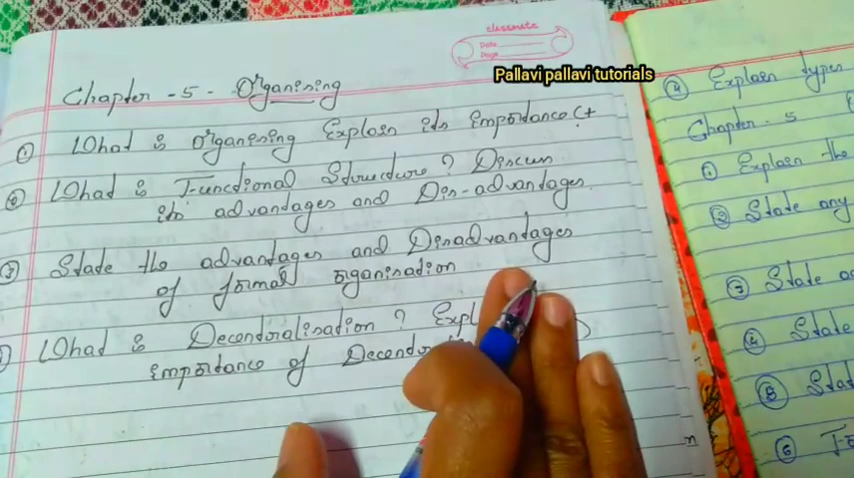 classmate
Date
Page
Pallavi pallavi tutorials
Chapter - 5 - Organising
① What is organising Explain its importance
② What is Functional Structure ? Discuss
its advantages and Dis-advantages.
③ State the advantages and Disadvantages
of formal organisation
What is Decentralisation ? Expl
importance of
④ Explain types
Chapter. 5
① Explain the
② State any
③ State
④ State
⑤ Stat
⑥